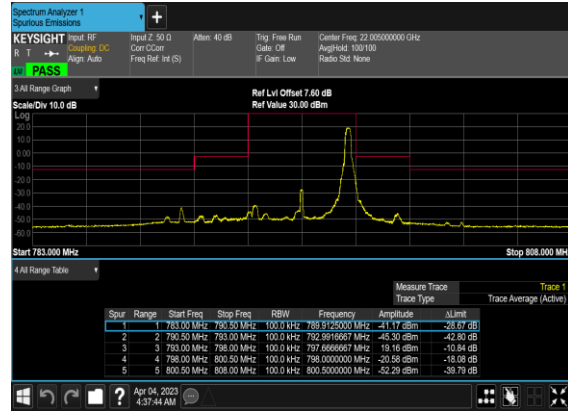 Spectrum Analyzer 1
Spurious Emissions
KEYSIGHT Input: RF Input Z: 50 Ω Atten: 40 dB Trig: Free Run Center Freq: 22.005000000 GHz
R T Coupling: DC Corr CCorr Gate: Off Avg|Hold: 100/100
Align: Auto Freq Ref: Int (S) IF Gain: Low Radio Std: None
PASS
3 All Range Graph
Ref Lvl Offset 7.60 dB
Scale/Div 10.0 dB Ref Value 30.00 dBm
Log
20.0
10.0
0.00
-10.0
-20.0
-30.0
-40.0
-50.0
-60.0
Start 783.000 MHz Stop 808.000 MH
4 All Range Table
Measure Trace Trace 1
Trace Type Trace Average (Active)
Spur Range Start Freq Stop Freq RBW Frequency Amplitude ΔLimit
1 1 783.00 MHz 790.50 MHz 100.0 kHz 789.9125000 MHz -41.17 dBm -28.67 dB
2 2 790.50 MHz 793.00 MHz 100.0 kHz 792.9916667 MHz -45.30 dBm -42.80 dB
3 3 793.00 MHz 798.00 MHz 100.0 kHz 797.6666667 MHz 19.16 dBm -10.84 dB
4 4 798.00 MHz 800.50 MHz 100.0 kHz 798.0000000 MHz -20.58 dBm -18.08 dB
5 5 800.50 MHz 808.00 MHz 100.0 kHz 800.5000000 MHz -52.29 dBm -39.79 dB
Apr 04, 2023
4:37:44 AM